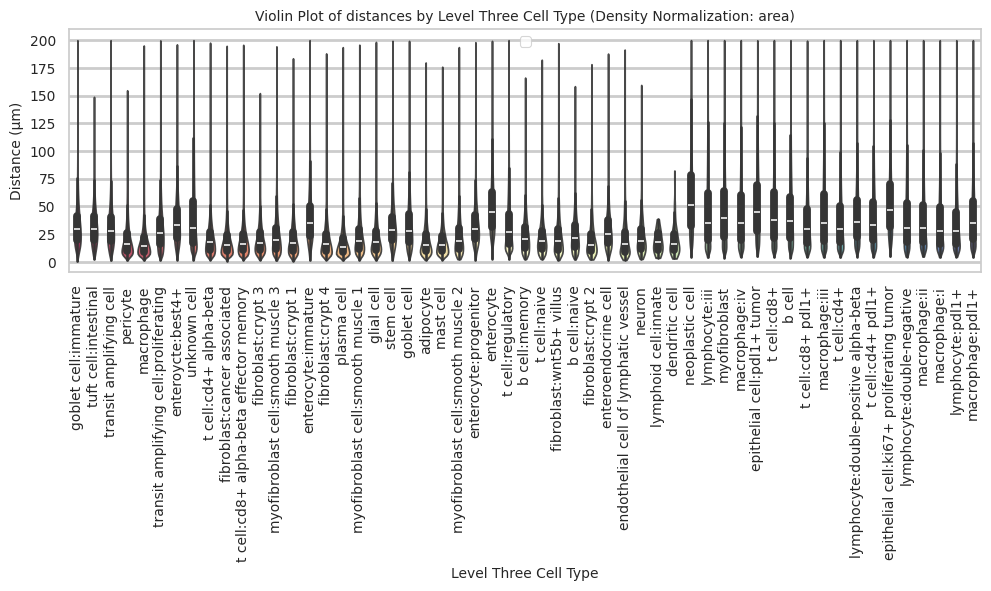 Violin Plot of distances by Level Three Cell Type (Density Normalization: area)
Distance (μm)
200
175
150
125
100
75
50
25
0
goblet cell:immature
tuft cell:intestinal
transit amplifying cell
pericyte
macrophage
transit amplifying cell:proliferating
enteroycte:best4+
unknown cell
t cell:cd4+ alpha-beta
fibroblast:cancer associated
t cell:cd8+ alpha-beta effector memory
fibroblast:crypt 3
myofibroblast cell:smooth muscle 3
fibroblast:crypt 1
enterocyte:immature
fibroblast:crypt 4
plasma cell
myofibroblast cell:smooth muscle 1
glial cell
stem cell
goblet cell
adipocyte
mast cell
myofibroblast cell:smooth muscle 2
enterocyte:progenitor
enterocyte
t cell:regulatory
b cell:memory
t cell:naive
fibroblast:wnt5b+ villus
b cell:naive
fibroblast:crypt 2
enteroendocrine cell
endothelial cell of lymphatic vessel
neuron
lymphoid cell:innate
dendritic cell
neoplastic cell
lymphocyte:iii
myofibroblast
macrophage:iv
epithelial cell:pdl1+ tumor
t cell:cd8+
b cell
t cell:cd8+ pdl1+
macrophage:iii
t cell:cd4+
lymphocyte:double-positive alpha-beta
t cell:cd4+ pdl1+
epithelial cell:ki67+ proliferating tumor
lymphocyte:double-negative
macrophage:ii
macrophage:i
lymphocyte:pdl1+
macrophage:pdl1+
Level Three Cell Type